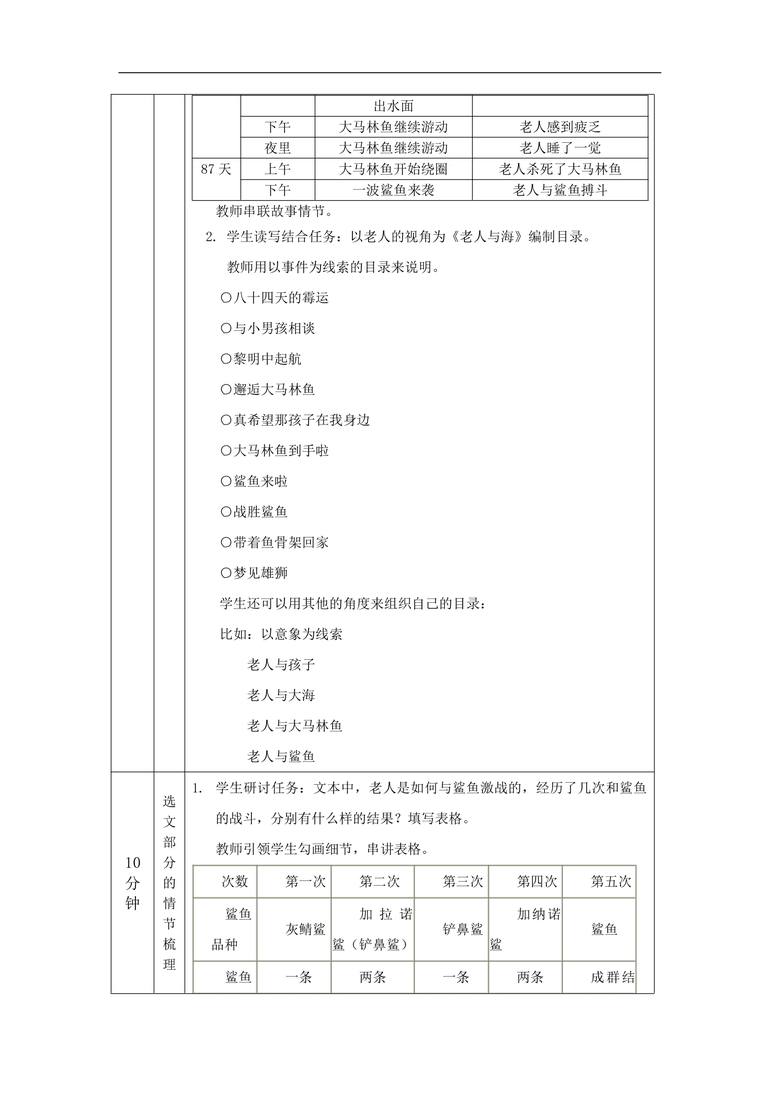 出水面
下午 大马林鱼继续游动 老人感到疲乏
夜里 大马林鱼继续游动 老人睡了一觉
87 天 上午 大马林鱼开始绕圈 老人杀死了大马林鱼
下午 一波鲨鱼来袭 老人与鲨鱼搏斗
教师串联故事情节。
2. 学生读写结合任务：以老人的视角为《老人与海》编制目录。
教师用以事件为线索的目录来说明。
○八十四天的霉运
○与小男孩相谈
○黎明中起航
○邂逅大马林鱼
○真希望那孩子在我身边
○大马林鱼到手啦
○鲨鱼来啦
○战胜鲨鱼
○带着鱼骨架回家
○梦见雄狮
学生还可以用其他的角度来组织自己的目录：
比如：以意象为线索
老人与孩子
老人与大海
老人与大马林鱼
老人与鲨鱼
10
分
钟
选
文
部
分
的
情
节
梳
理
1. 学生研讨任务：文本中，老人是如何与鲨鱼激战的，经历了几次和鲨鱼
的战斗，分别有什么样的结果？填写表格。
教师引领学生勾画细节，串讲表格。
次数 第一次 第二次 第三次 第四次 第五次
鲨鱼 加拉诺 加纳诺
灰鲭鲨 铲鼻鲨 鲨鱼
品种 鲨（铲鼻鲨） 鲨
鲨鱼 一条 两条 一条 两条 成群结